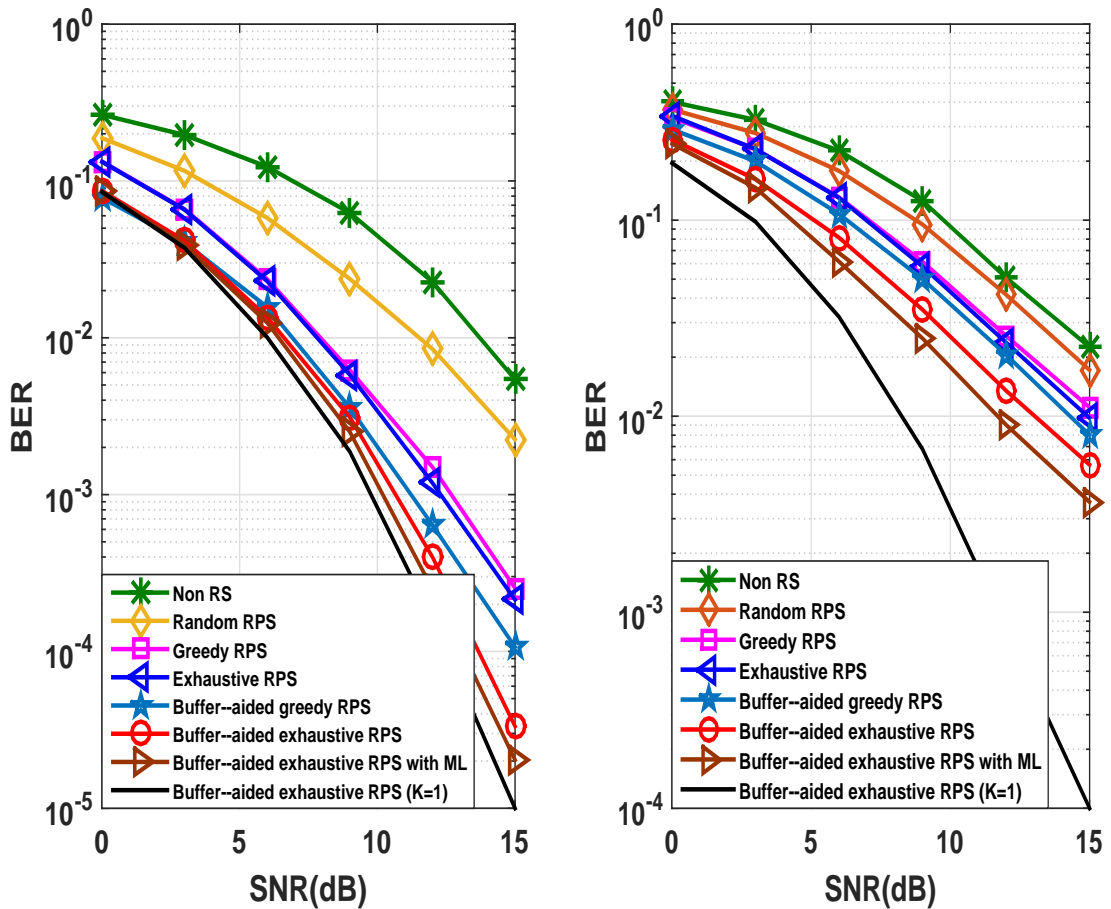 10^0
10^-1
10^-2
10^-3
10^-4
10^-5
BER
0
5
10
15
SNR(dB)
Non RS
Random RPS
Greedy RPS
Exhaustive RPS
Buffer--aided greedy RPS
Buffer--aided exhaustive RPS
Buffer--aided exhaustive RPS with ML
Buffer--aided exhaustive RPS (K=1)
10^0
10^-1
10^-2
10^-3
10^-4
BER
0
5
10
15
SNR(dB)
Non RS
Random RPS
Greedy RPS
Exhaustive RPS
Buffer--aided greedy RPS
Buffer--aided exhaustive RPS
Buffer--aided exhaustive RPS with ML
Buffer--aided exhaustive RPS (K=1)